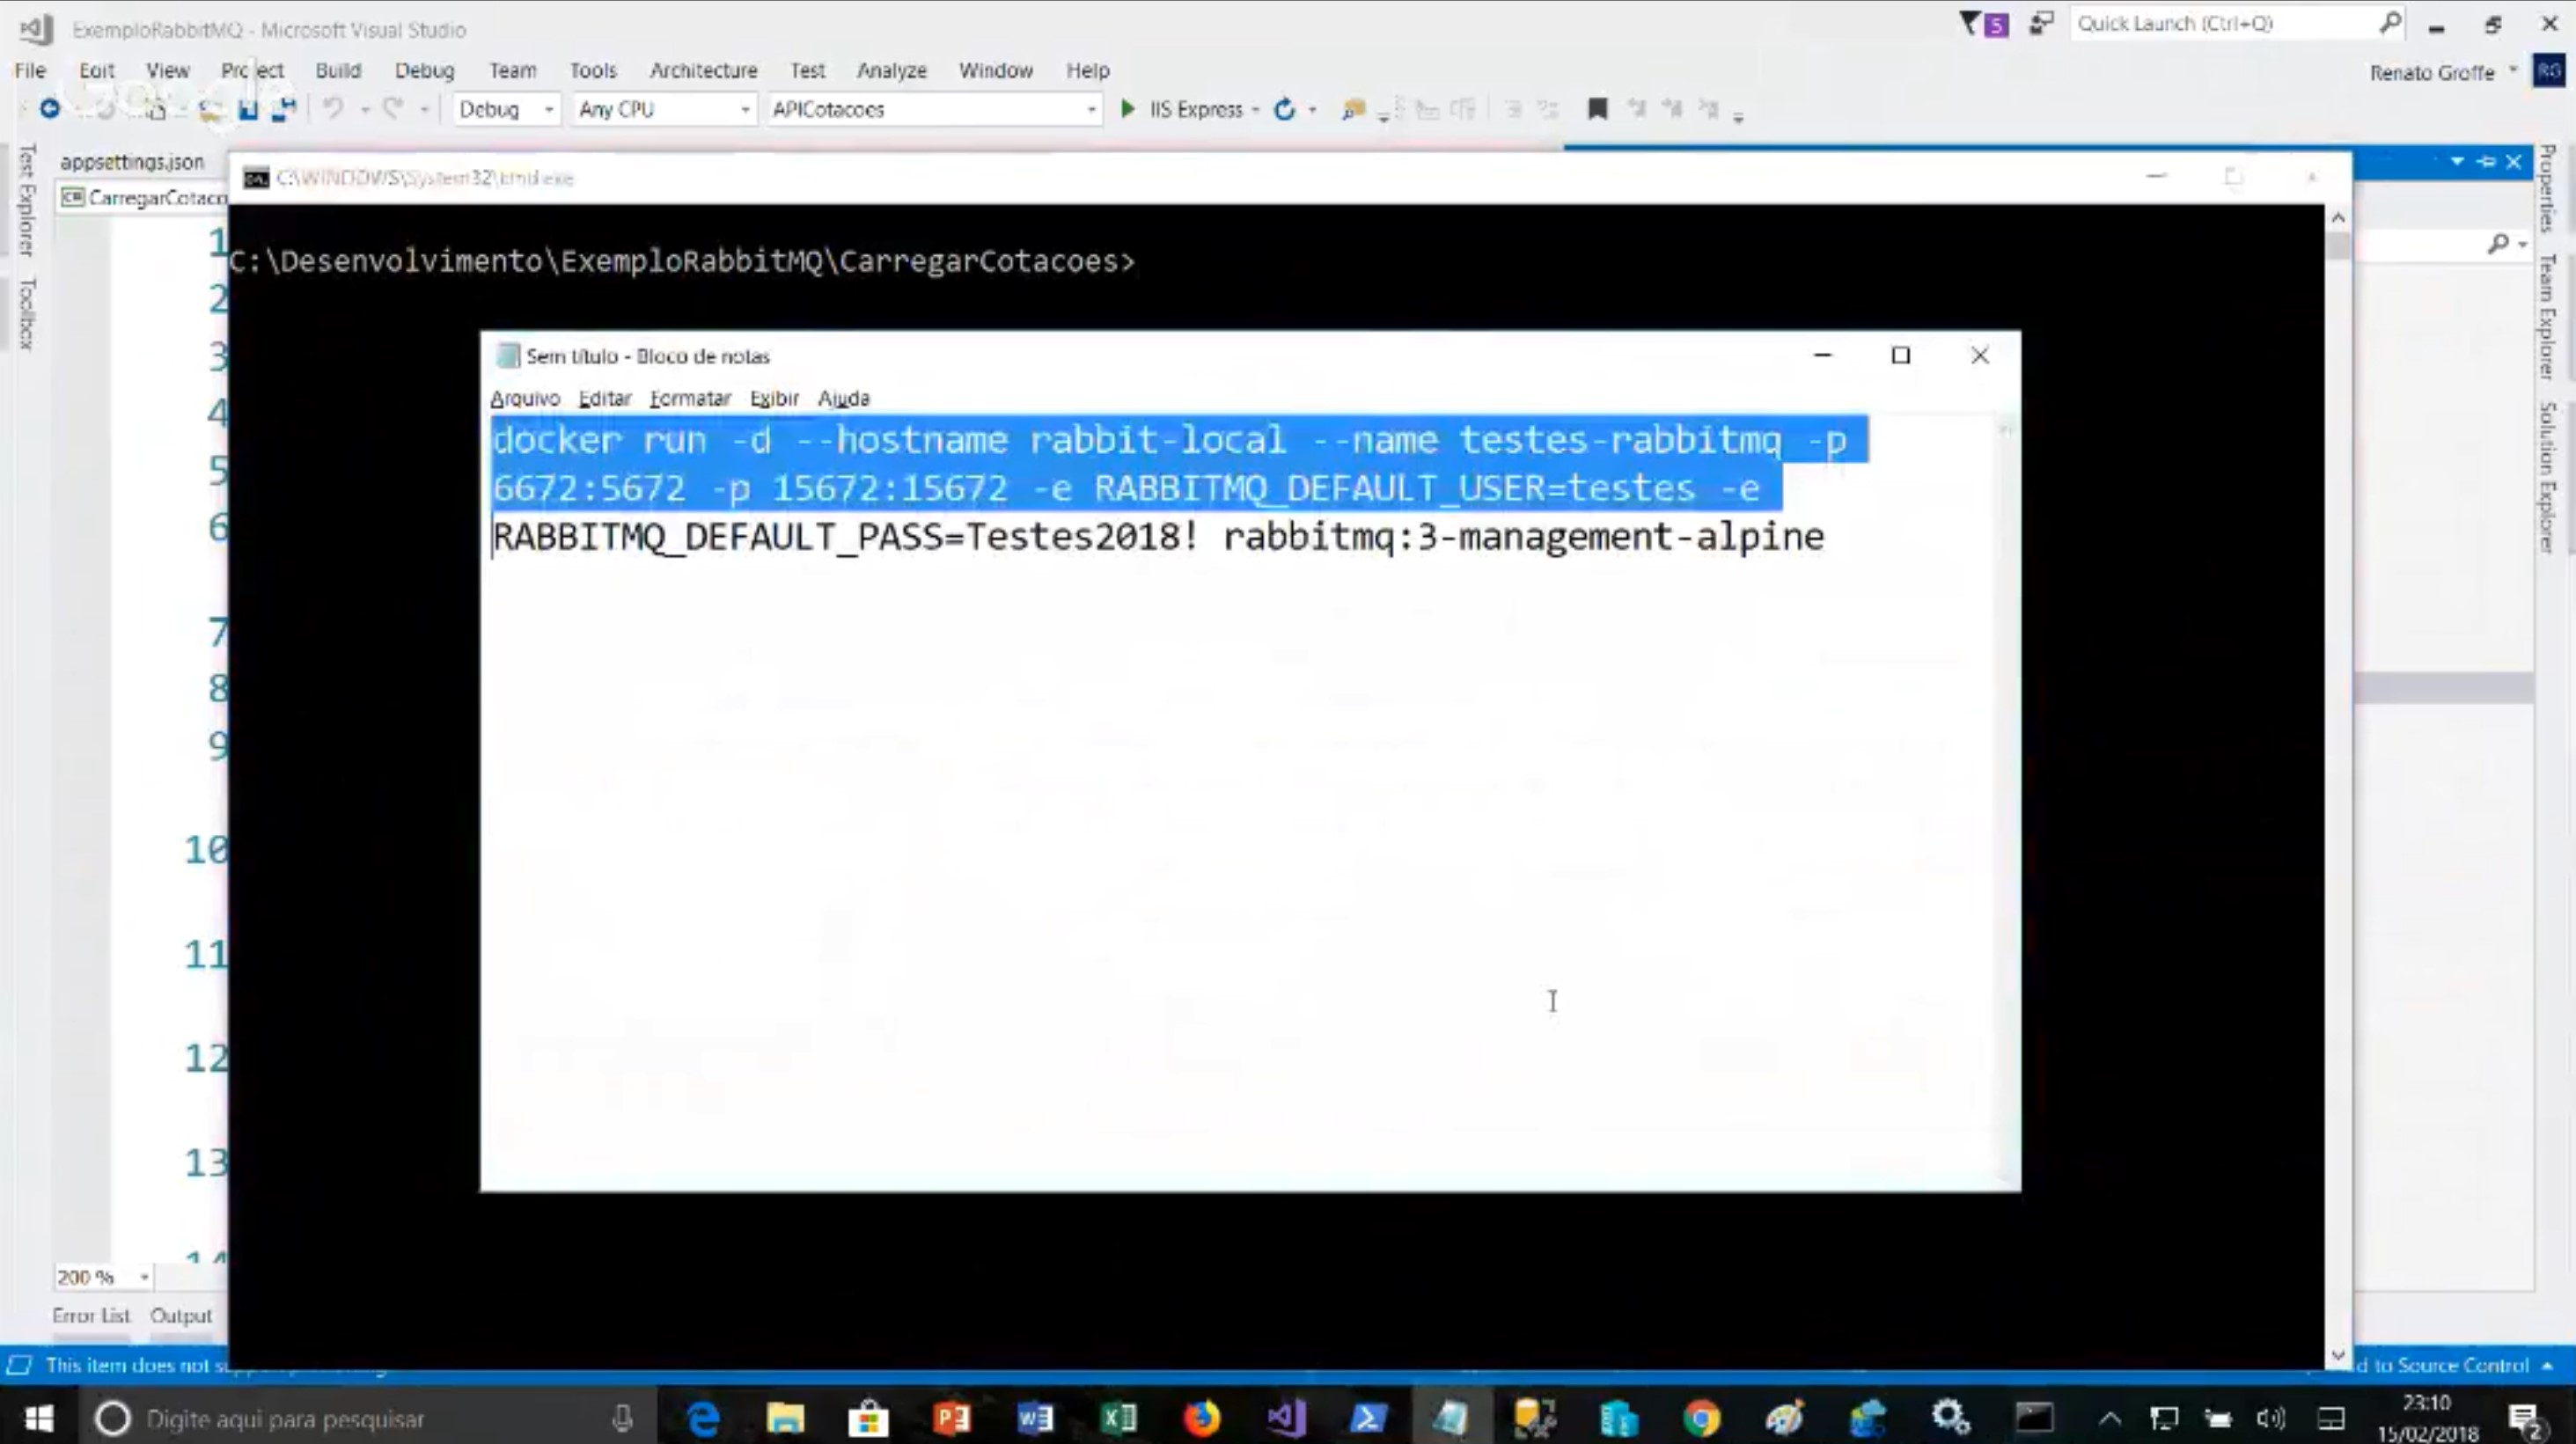 ExemploRabbitMQ - Microsoft Visual Studio
5
Quick Launch (Ctrl+Q)
File Edit View Project Build Debug Team Tools Architecture Test Analyze Window Help
Renato Groffe
RG
Google
Debug
Any CPU
APICotacoes
IIS Express
Test Explorer
Toolbox
appsettings.json
CarregarCotaco
C:\WINDOWS\System32\cmd.exe
Properties
Team Explorer
Solution Explorer
C:\Desenvolvimento\ExemploRabbitMQ\CarregarCotacoes>
Sem título - Bloco de notas
Arquivo Editar Formatar Exibir Ajuda
docker run -d --hostname rabbit-local --name testes-rabbitmq -p
6672:5672 -p 15672:15672 -e RABBITMQ_DEFAULT_USER=testes -e
RABBITMQ_DEFAULT_PASS=Testes2018! rabbitmq:3-management-alpine
1
2
3
4
5
6
7
8
9
10
11
12
13
14
200 %
Error List Output
This item does not su
d to Source Control
Digite aqui para pesquisar
23:10
15/02/2018
2